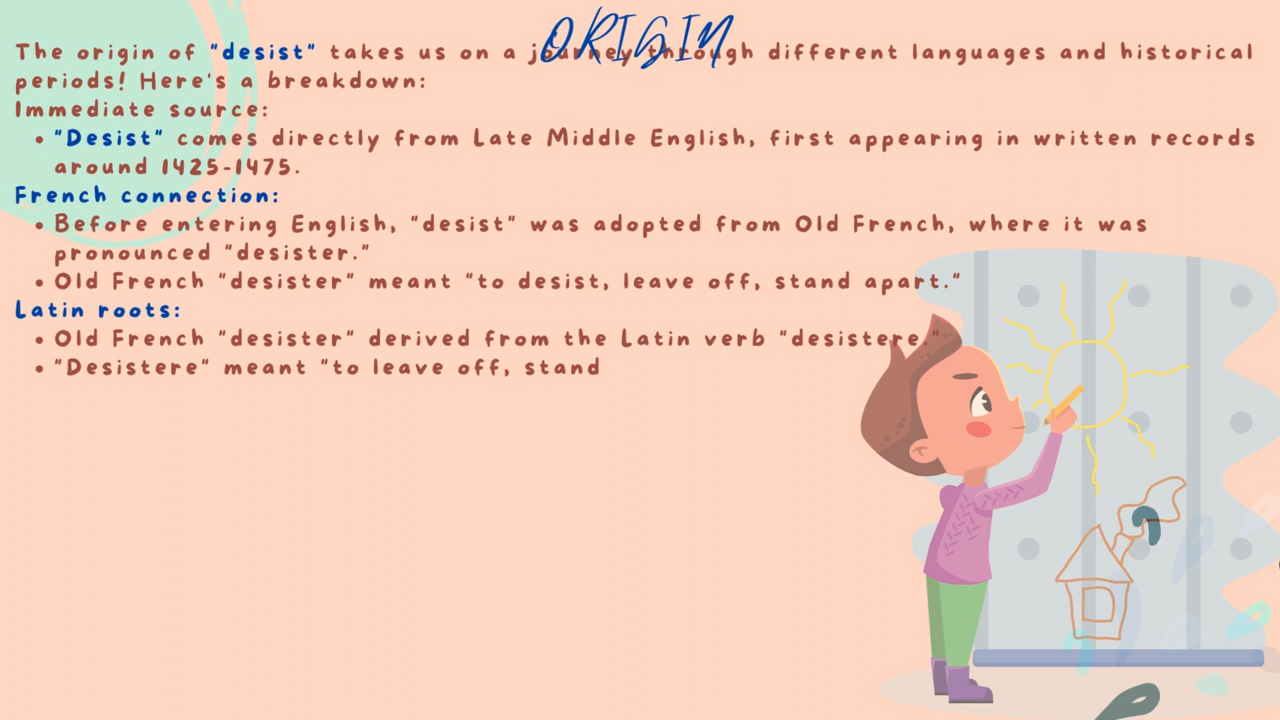 ORIGIN
The origin of "desist" takes us on a journey through different languages and historical
periods! Here's a breakdown:
Immediate source:
• "Desist" comes directly from Late Middle English, first appearing in written records
around 1425-1475.
French connection:
• Before entering English, "desist" was adopted from Old French, where it was
pronounced "desister."
• Old French "desister" meant "to desist, leave off, stand apart."
Latin roots:
• Old French "desister" derived from the Latin verb "desistere."
• "Desistere" meant "to leave off, stand